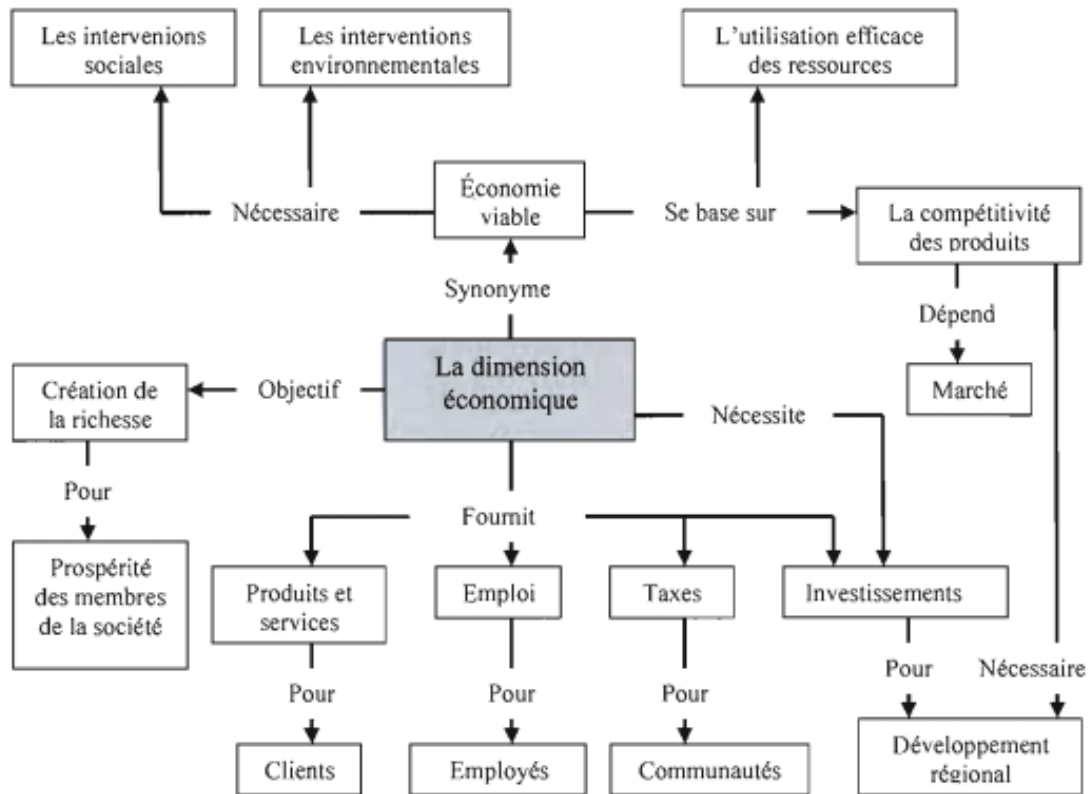 Les intervenions
sociales
Les interventions
environnementales
L'utilisation efficace
des ressources
Nécessaire
Économie
viable
Se base sur
La compétitivité
des produits
Synonyme
Dépend
La dimension
économique
Création de
la richesse
Objectif
Nécessite
Marché
Pour
Fournit
Prospérité
des membres
de la société
Produits et
services
Emploi
Taxes
Investissements
Pour
Pour
Pour
Pour
Nécessaire
Clients
Employés
Communautés
Développement
régional